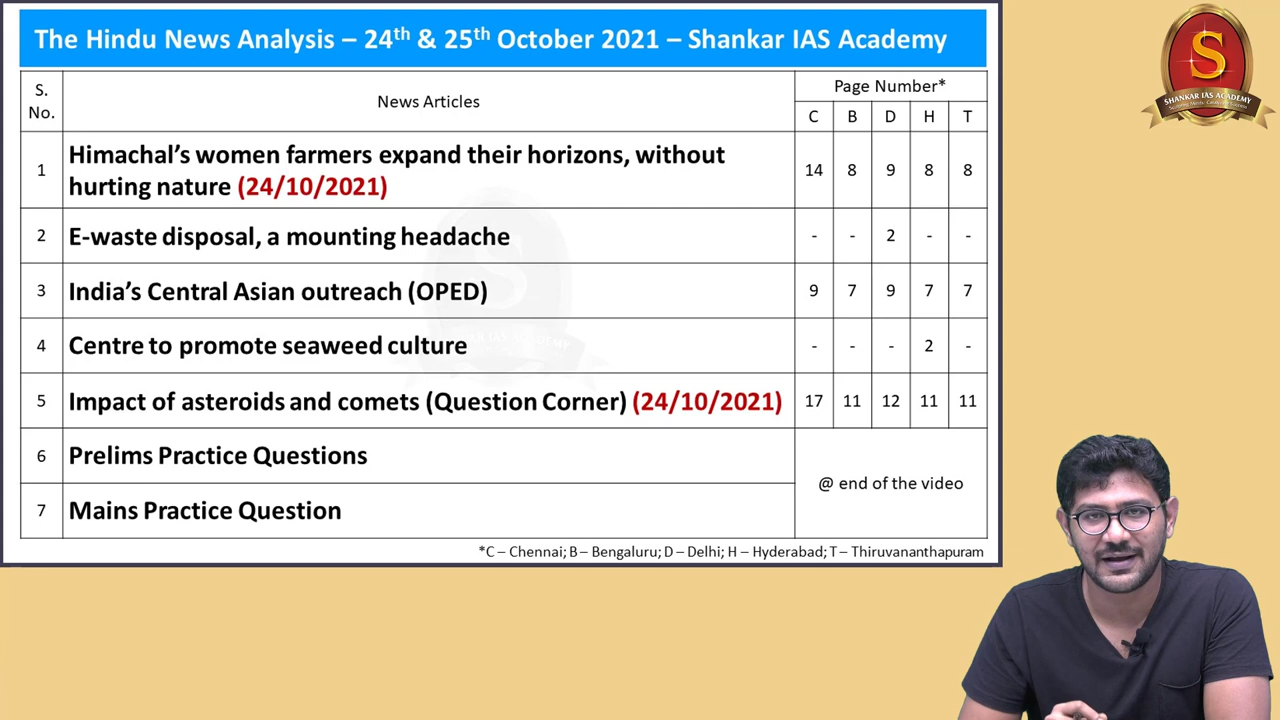 The Hindu News Analysis – 24th & 25th October 2021 – Shankar IAS Academy
S. No. News Articles Page Number*
C B D H T
1 Himachal's women farmers expand their horizons, without
hurting nature (24/10/2021) 14 8 9 8 8
2 E-waste disposal, a mounting headache - - 2 - -
3 India's Central Asian outreach (OPED) 9 7 9 7 7
4 Centre to promote seaweed culture - - - 2 -
5 Impact of asteroids and comets (Question Corner) (24/10/2021) 17 11 12 11 11
6 Prelims Practice Questions
@ end of the video
7 Mains Practice Question
*C – Chennai; B – Bengaluru; D – Delhi; H – Hyderabad; T – Thiruvananthapuram
S
SHANKAR IAS ACADEMY